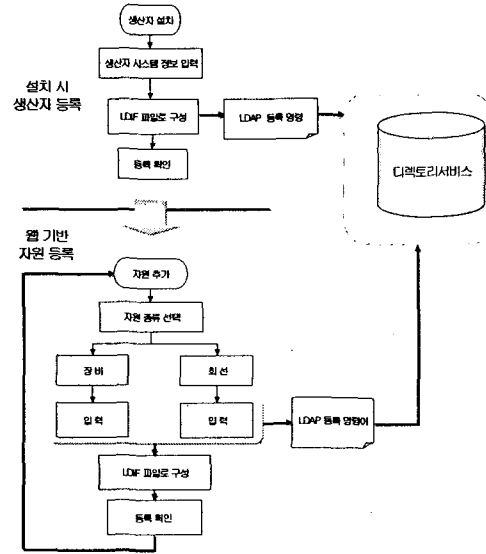 생산자 설치
생산자 시스템 정보 입력
설치 시
생산자 등록
LDIF 파일로 구성
LDAP 등록 명령
등록 확인
디렉토리서비스
웹 기반
자원 등록
자원 추가
자원 종류 선택
장비
회선
입력
입력
LDAP 등록 명령어
LDIF 파일로 구성
등록 확인